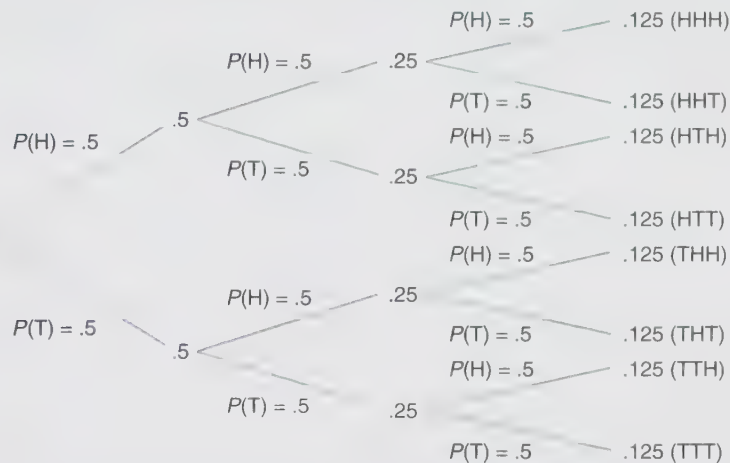 P(H) = .5 .125 (HHH)
P(H) = .5 .25
.5 P(T) = .5 .125 (HHT)
P(H) = .5 P(H) = .5 .125 (HTH)
P(T) = .5 .25
P(T) = .5 .125 (HTT)
P(H) = .5 .125 (THH)
P(H) = .5 .25
P(T) = .5 P(T) = .5 .125 (THT)
.5 P(H) = .5 .125 (TTH)
P(T) = .5 .25
P(T) = .5 .125 (TTT)